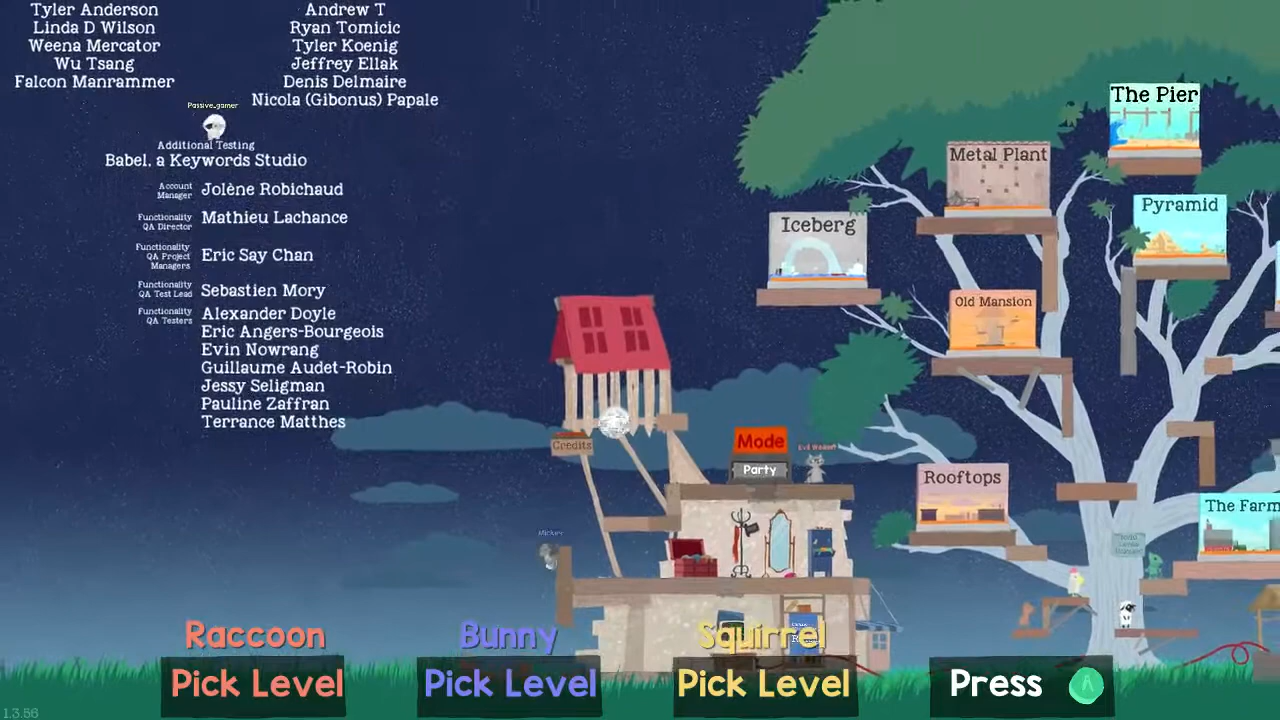 Tyler Anderson
Linda D Wilson
Weena Mercator
Wu Tsang
Falcon Manrammer
Andrew T
Ryan Tomicic
Tyler Koenig
Jeffrey Ellak
Denis Delmaire
Nicola (Gibonus) Papale
Passive_gamer
Additional Testing
Babel, a Keywords Studio
Account Manager
Jolène Robichaud
Functionality QA Director
Mathieu Lachance
Functionality QA Project Managers
Eric Say Chan
Functionality QA Test Lead
Sebastien Mory
Functionality QA Testers
Alexander Doyle
Eric Angers-Bourgeois
Evin Nowrang
Guillaume Audet-Robin
Jessy Seligman
Pauline Zaffran
Terrance Matthes
The Pier
Metal Plant
Pyramid
Iceberg
Old Mansion
Credits
Mode
Party
Rooftops
The Farm
Mickey
Raccoon
Pick Level
Bunny
Pick Level
Squirrel
Pick Level
Press A
1.3.56